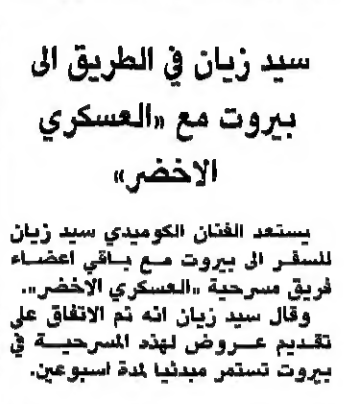 سيد زيان في الطريق الى
بيروت مع «العسكري
الاخضر»
يستعد الفنان الكوميدي سيد زيان
للسفر الى بيروت مع باقي اعضاء
فريق مسرحية «العسكري الاخضر».
وقال سيد زيان انه تم الاتفاق على
تقديم عروض لهذه المسرحية في
بيروت تستمر مبدئيا لمدة اسبوعين.